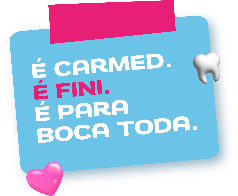 É CARMED.
É FINI.
É PARA
BOCA TODA.